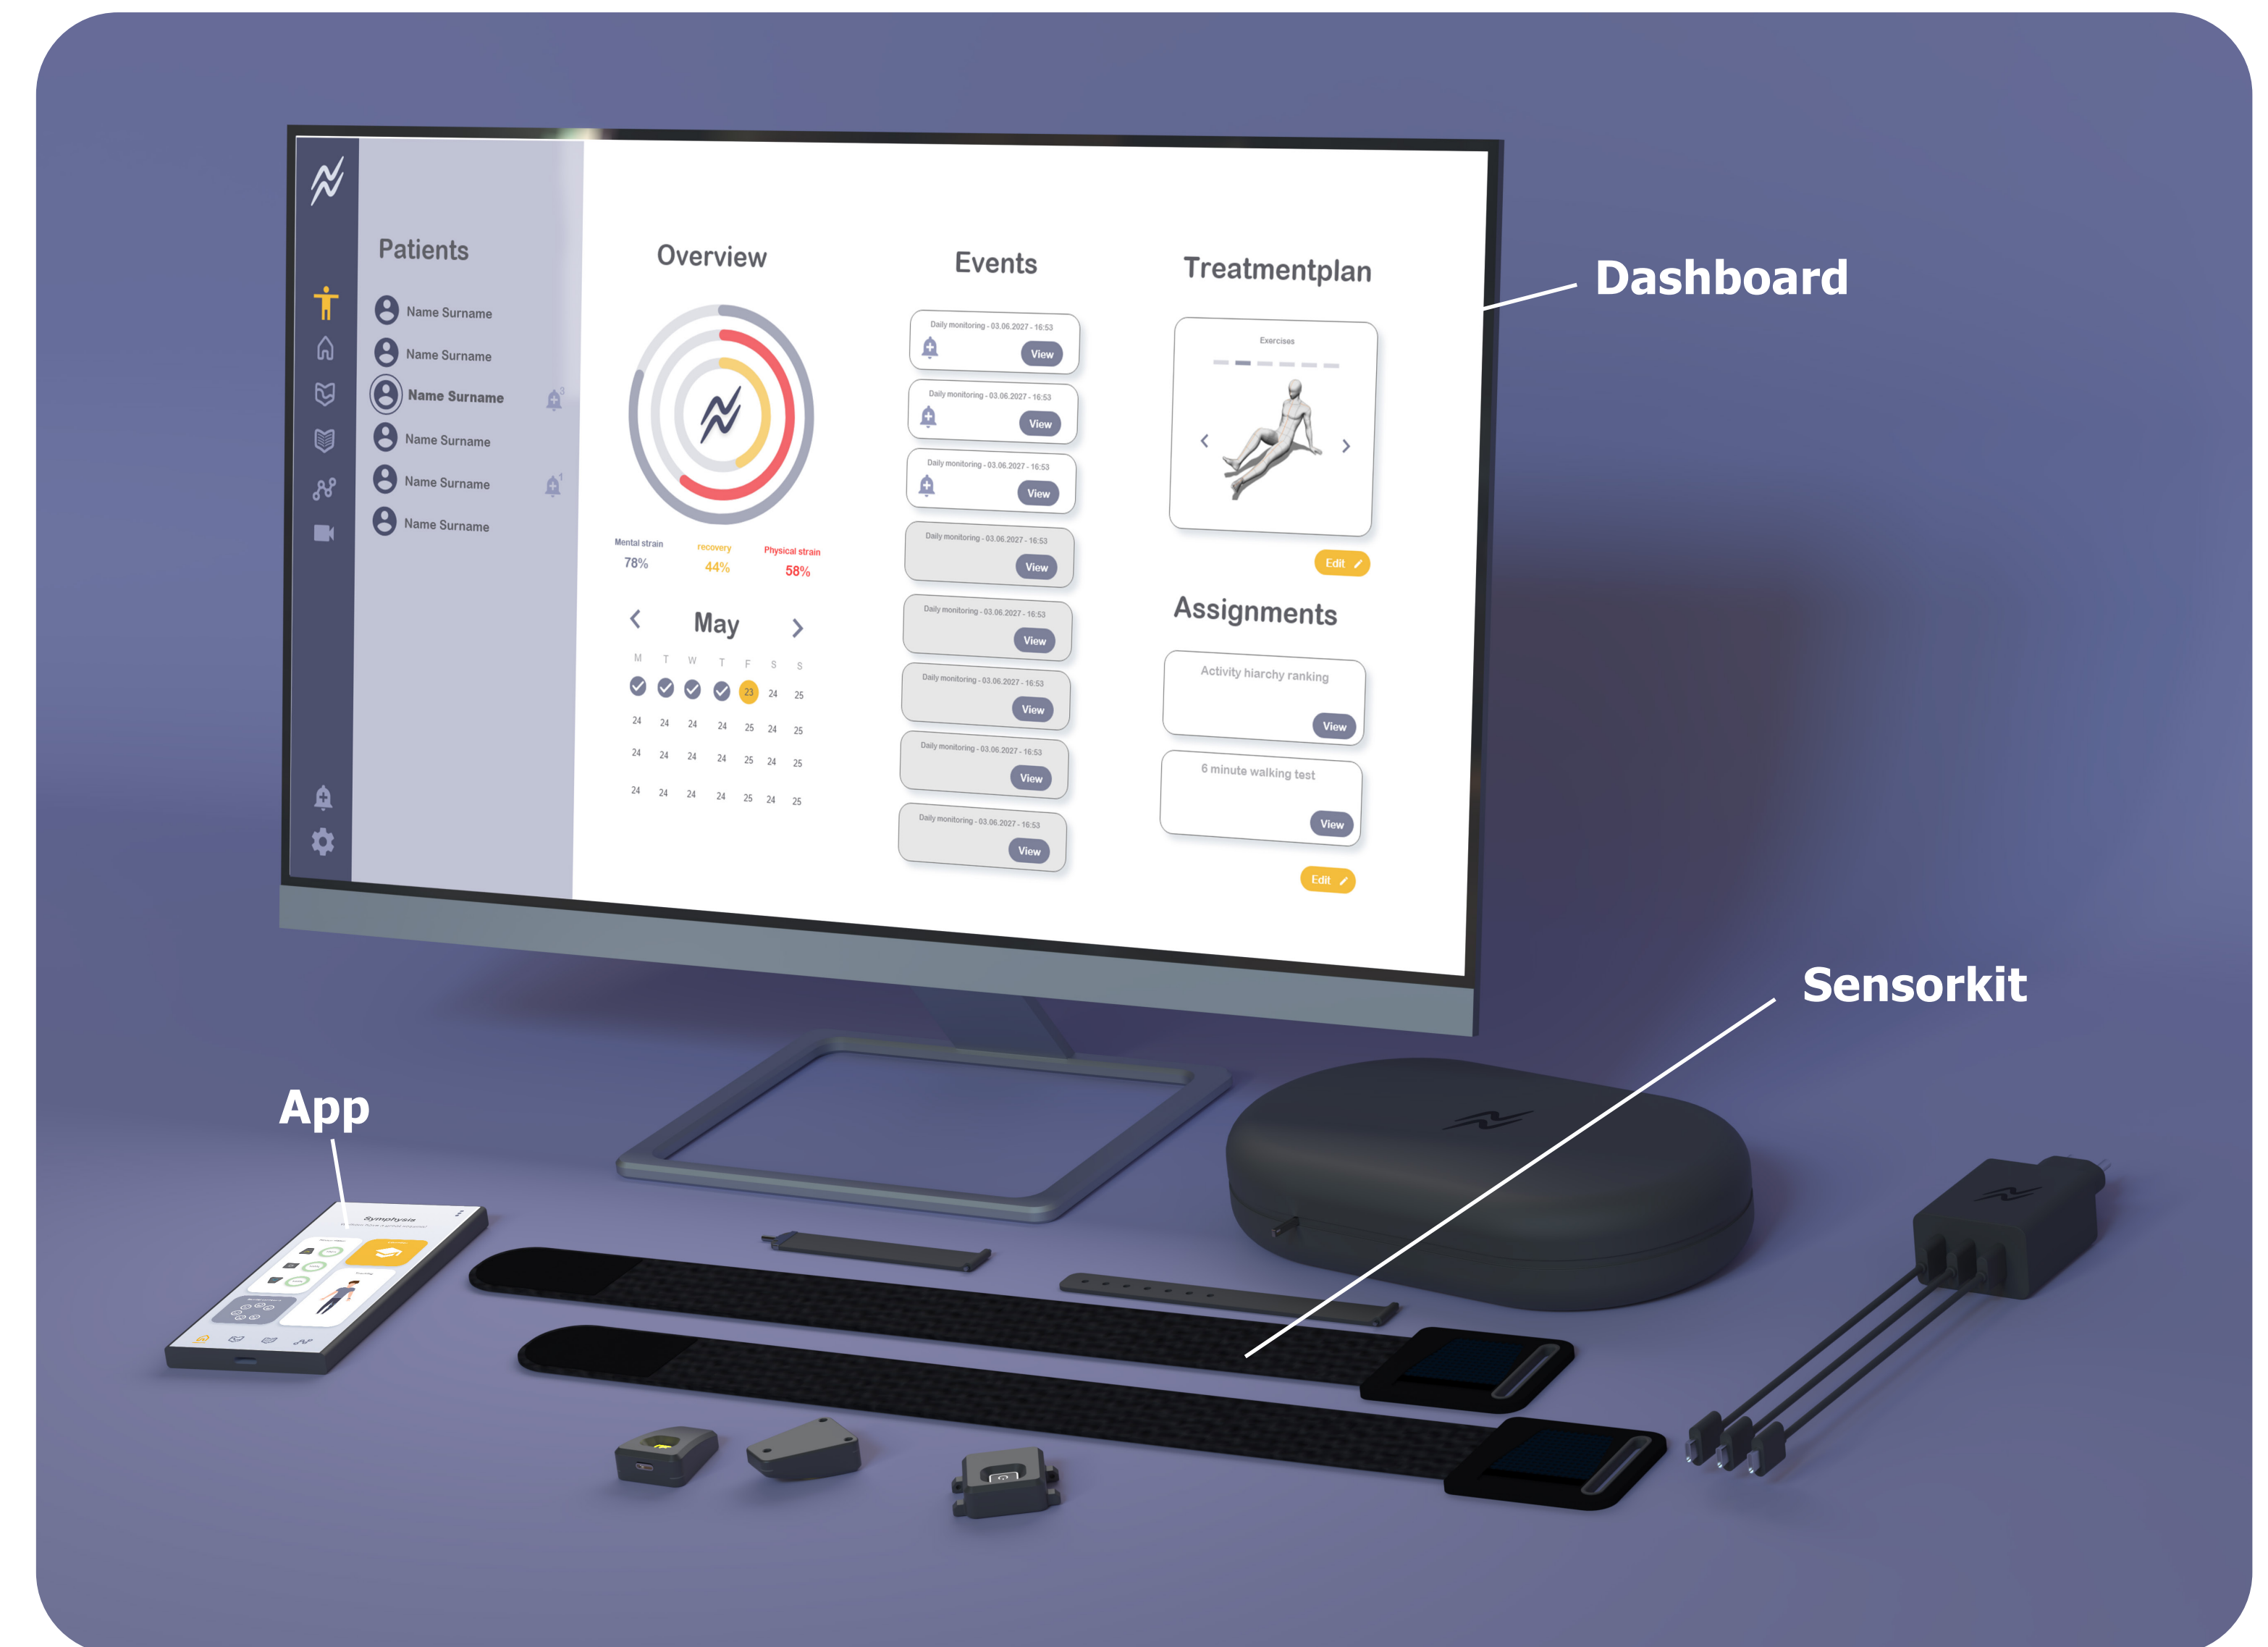 Dashboard
Sensorkit
App
Patients
Name Surname
Name Surname
Name Surname
3
Name Surname
Name Surname
1
Name Surname
Overview
Mental strain
78%
recovery
44%
Physical strain
58%
May
M T W T F S S
23 24 25
24 24 24 24 25 24 25
24 24 24 24 25 24 25
24 24 24 24 25 24 25
Events
Daily monitoring - 03.06.2027 - 16:53
View
Daily monitoring - 03.06.2027 - 16:53
View
Daily monitoring - 03.06.2027 - 16:53
View
Daily monitoring - 03.06.2027 - 16:53
View
Daily monitoring - 03.06.2027 - 16:53
View
Daily monitoring - 03.06.2027 - 16:53
View
Daily monitoring - 03.06.2027 - 16:53
View
Daily monitoring - 03.06.2027 - 16:53
View
Treatmentplan
Exercises
Edit
Assignments
Activity hiarchy ranking
View
6 minute walking test
View
Edit
Symphysis